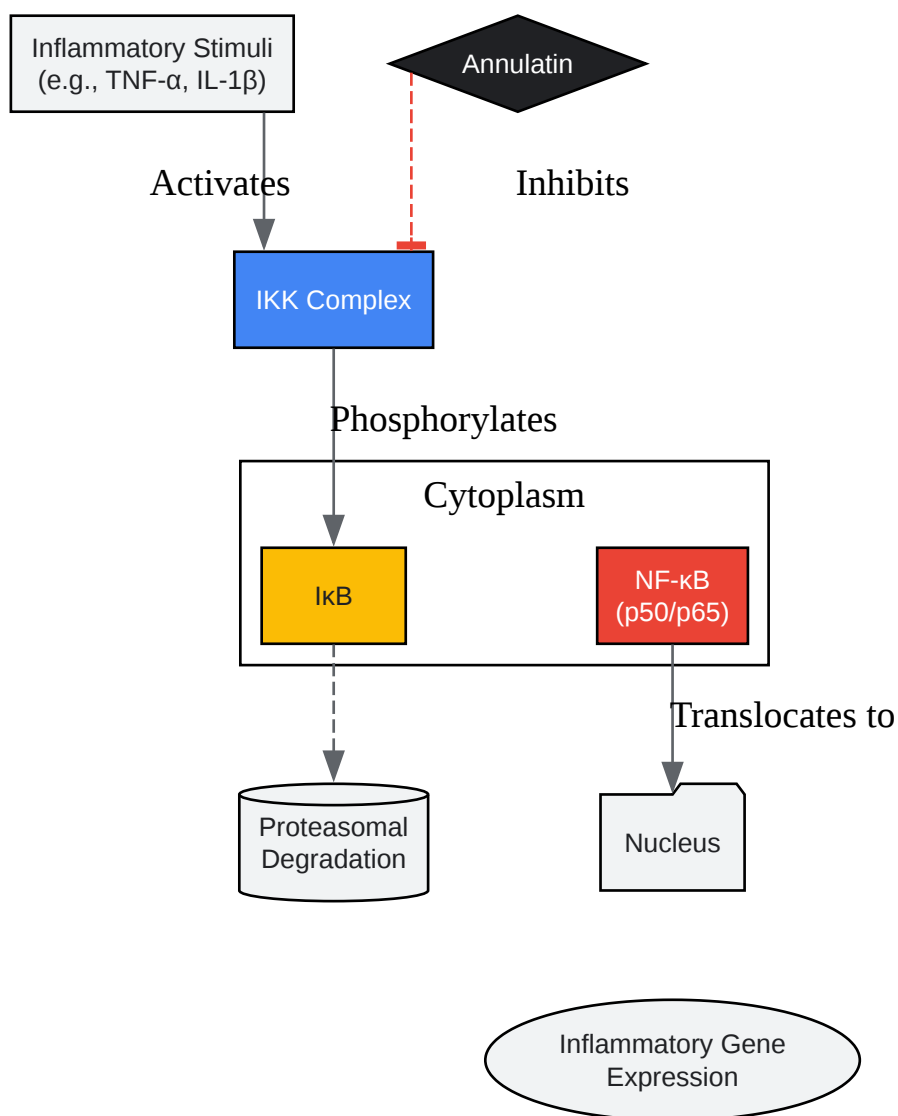 Inflammatory Stimuli
(e.g., TNF-α, IL-1β)
Annulatin
Activates
Inhibits
IKK Complex
Phosphorylates
Cytoplasm
IκB
NF-κB
(p50/p65)
Translocates to
Proteasomal
Degradation
Nucleus
Inflammatory Gene
Expression